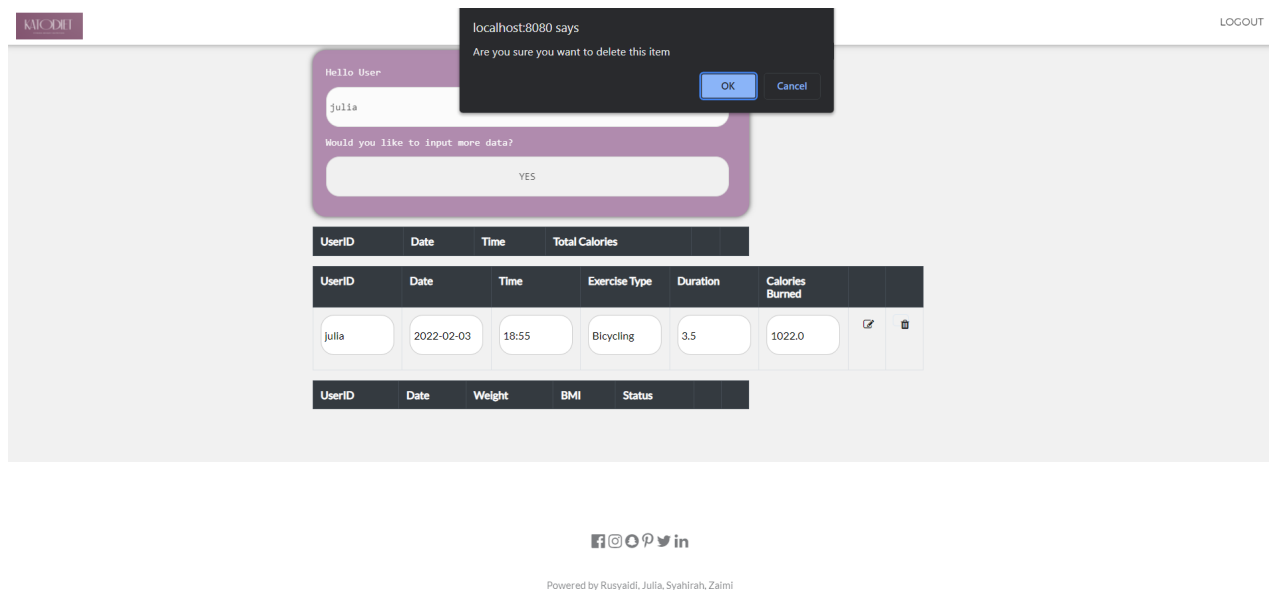 KATODIET
LOGOUT
localhost:8080 says
Are you sure you want to delete this item
OK
Cancel
Hello User
julia
Would you like to input more data?
YES
UserID Date Time Total Calories
UserID Date Time Exercise Type Duration Calories
Burned
julia 2022-02-03 18:55 Bicycling 3.5 1022.0
UserID Date Weight BMI Status
Powered by Rusyaidi, Julia, Syahirah, Zaimi